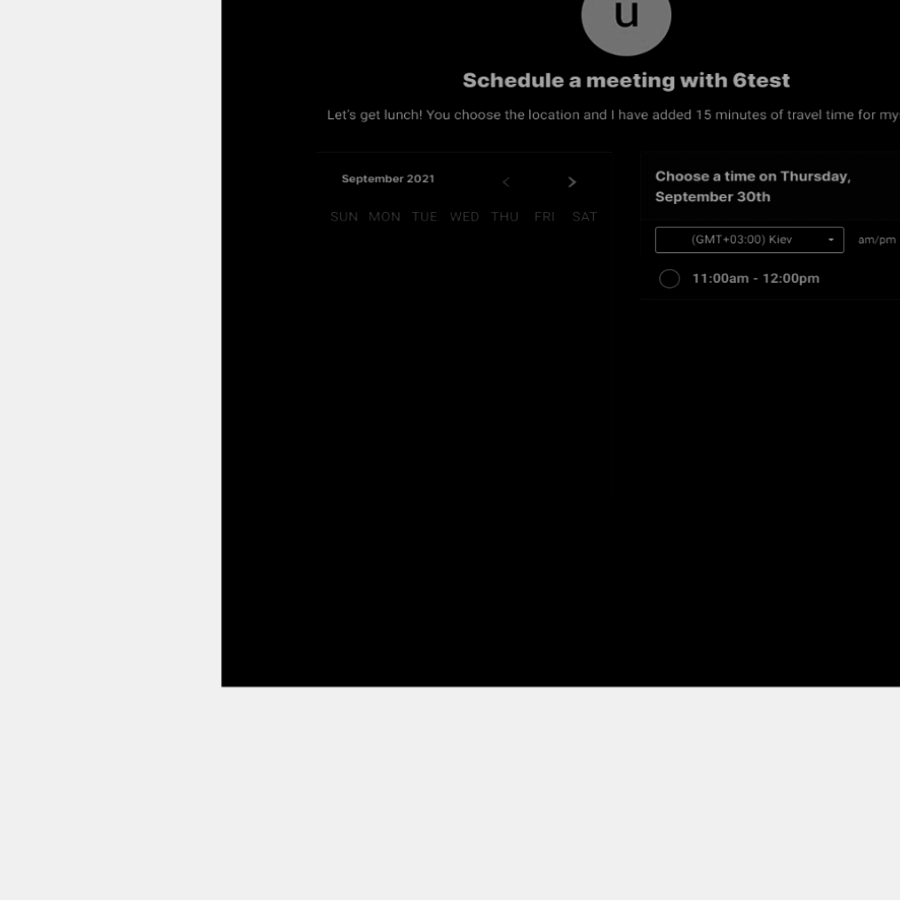 u
Schedule a meeting with 6test
Let's get lunch! You choose the location and I have added 15 minutes of travel time for my
September 2021
SUN MON TUE WED THU FRI SAT
Choose a time on Thursday,
September 30th
(GMT+03:00) Kiev
am/pm
11:00am - 12:00pm